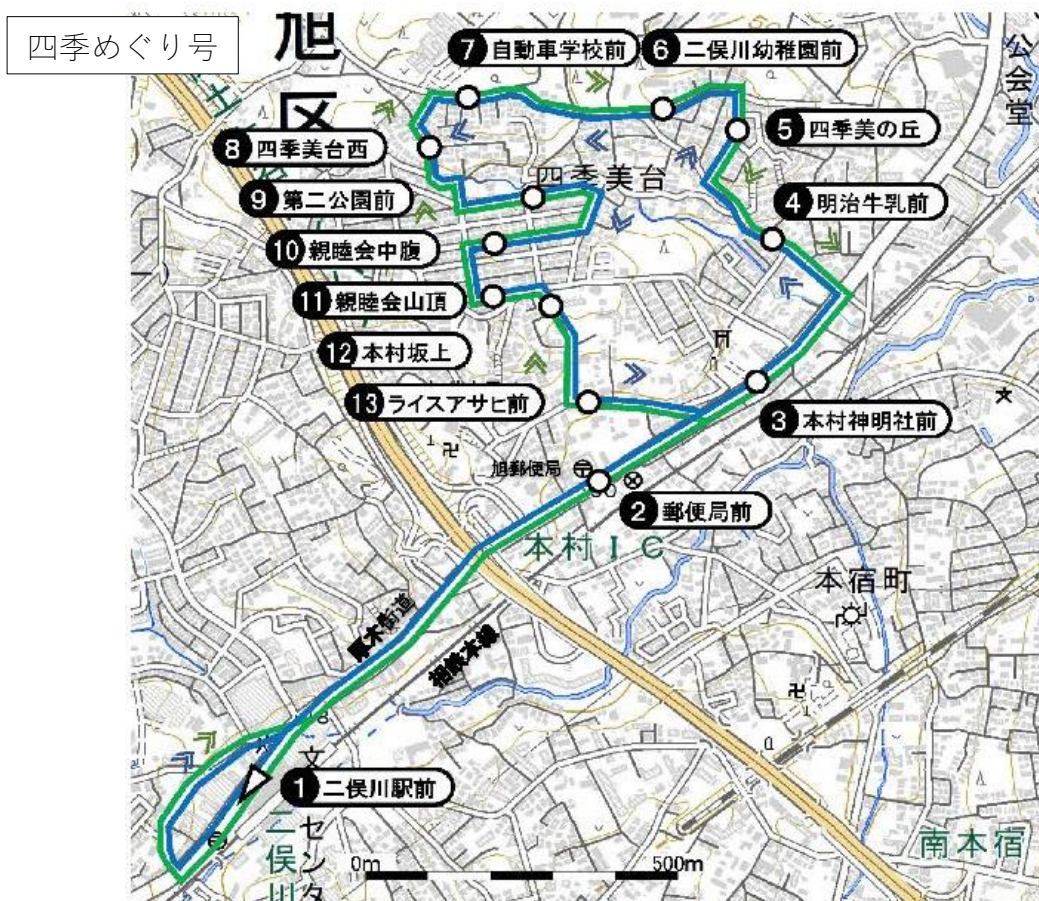 四季めぐり号
旭
区
公会堂
7 自動車学校前
6 二俣川幼稚園前
5 四季美の丘
8 四季美台西
四季美台
9 第二公園前
4 明治牛乳前
10 親睦会中腹
11 親睦会山頂
12 本村坂上
13 ライスアサヒ前
3 本村神明社前
旭郵便局
2 郵便局前
本村IC
本宿町
厚木街道
相鉄本線
1 二俣川駅前
文
センタ
二俣川
南本宿
0m
500m